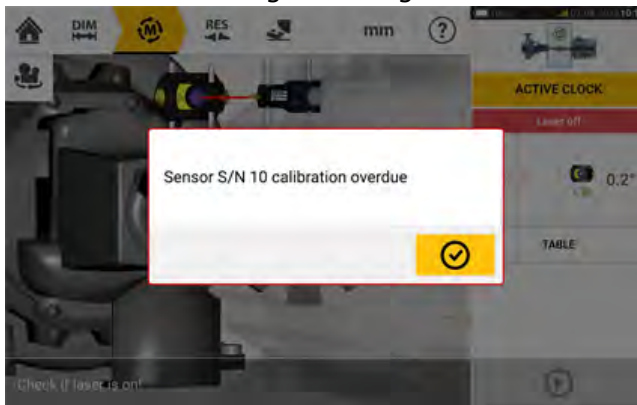 DIM
M
RES
mm
?
ACTIVE CLOCK
Laser off
Sensor S/N 10 calibration overdue
0.2°
TABLE
Check if laser is on!